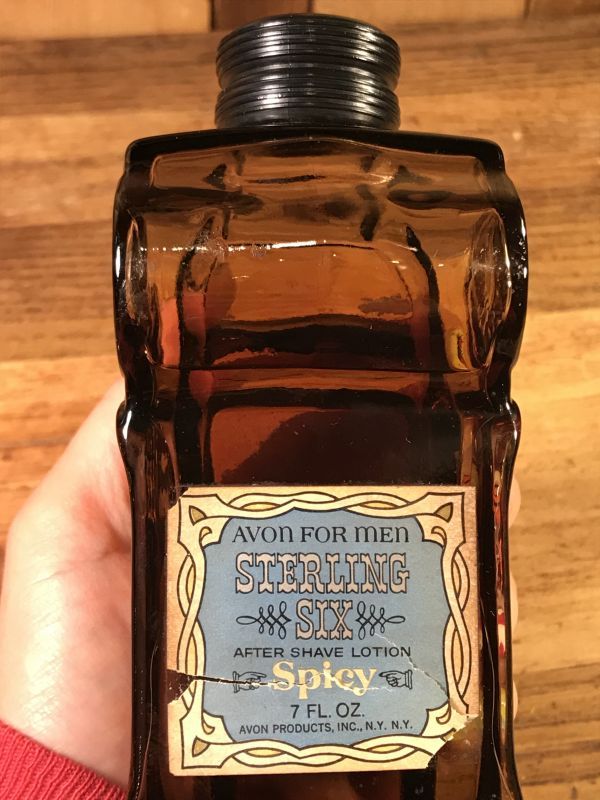 AVON FOR MEN
STERLING
SIX
AFTER SHAVE LOTION
Spicy
7 FL. OZ.
AVON PRODUCTS, INC., N.Y. N.Y.